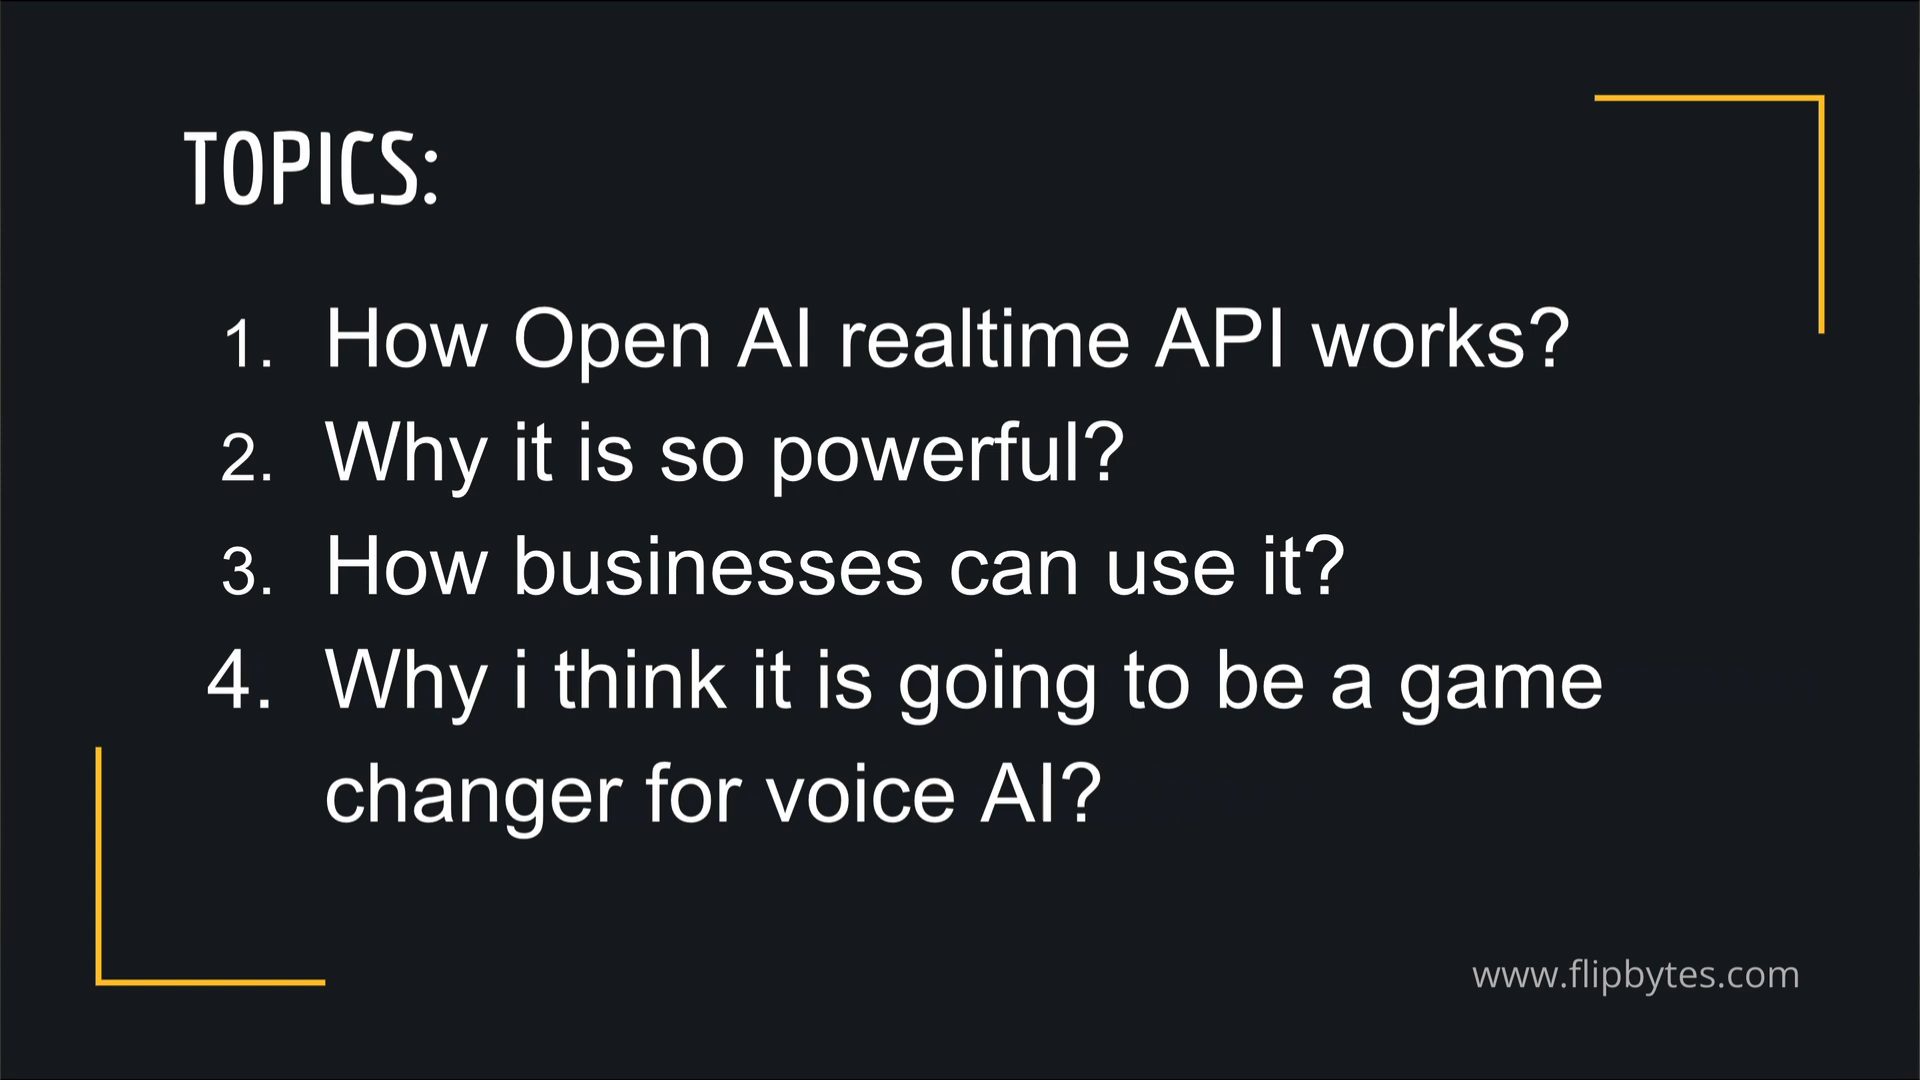 TOPICS:
1. How Open AI realtime API works?
2. Why it is so powerful?
3. How businesses can use it?
4. Why i think it is going to be a game
changer for voice AI?
www.flipbytes.com